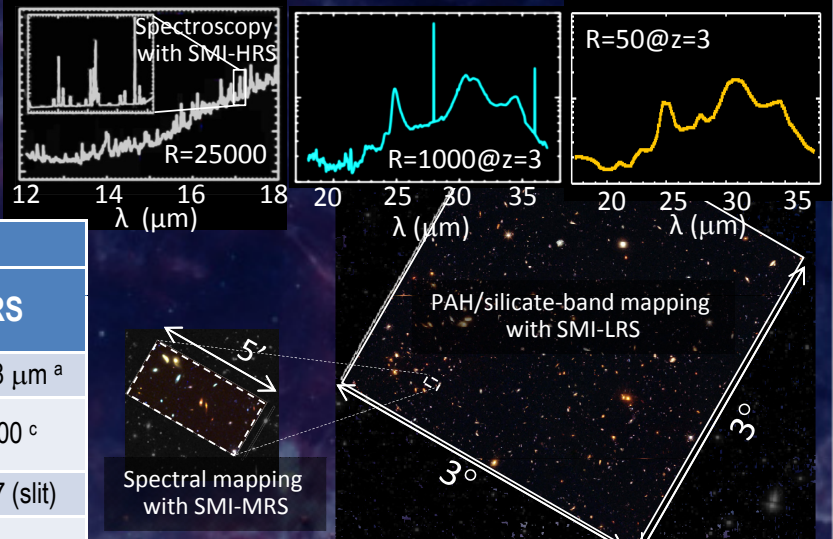 Spectroscopy
with SMI-HRS
R=25000
12 14 16 18
λ (μm)
R=1000@z=3
20 25 30 35
λ (μm)
R=50@z=3
20 25 30 35
λ (μm)
RS
μm ᵃ
00 ᶜ
(slit)
5′
Spectral mapping
with SMI-MRS
PAH/silicate-band mapping
with SMI-LRS
3°
3°